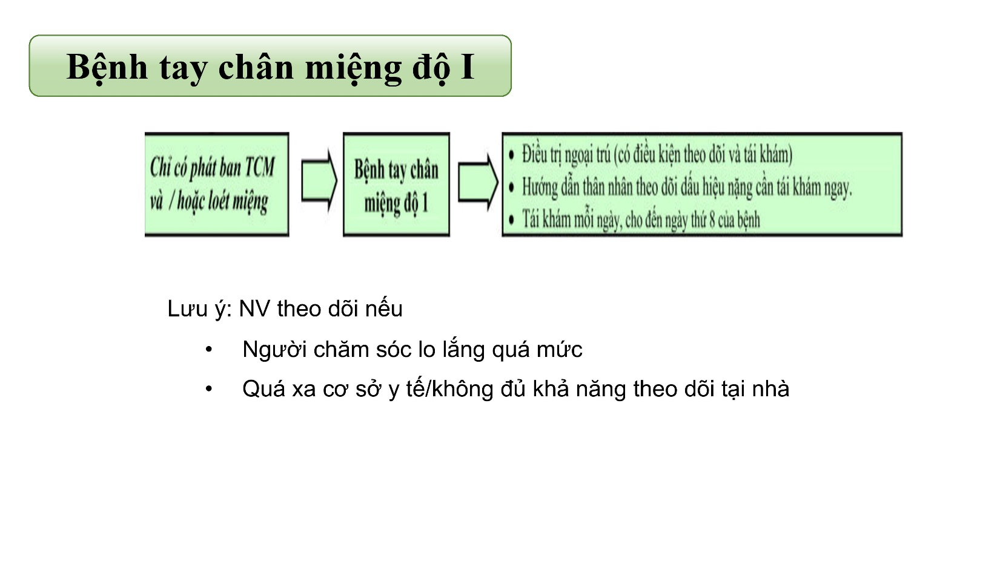 Bệnh tay chân miệng độ I
Chỉ có phát ban TCM
và / hoặc loét miệng
Bệnh tay chân
miệng độ 1
• Điều trị ngoại trú (có điều kiện theo dõi và tái khám)
• Hướng dẫn thân nhân theo dõi dấu hiệu nặng cần tái khám ngay.
• Tái khám mỗi ngày, cho đến ngày thứ 8 của bệnh
Lưu ý: NV theo dõi nếu
• Người chăm sóc lo lắng quá mức
• Quá xa cơ sở y tế/không đủ khả năng theo dõi tại nhà